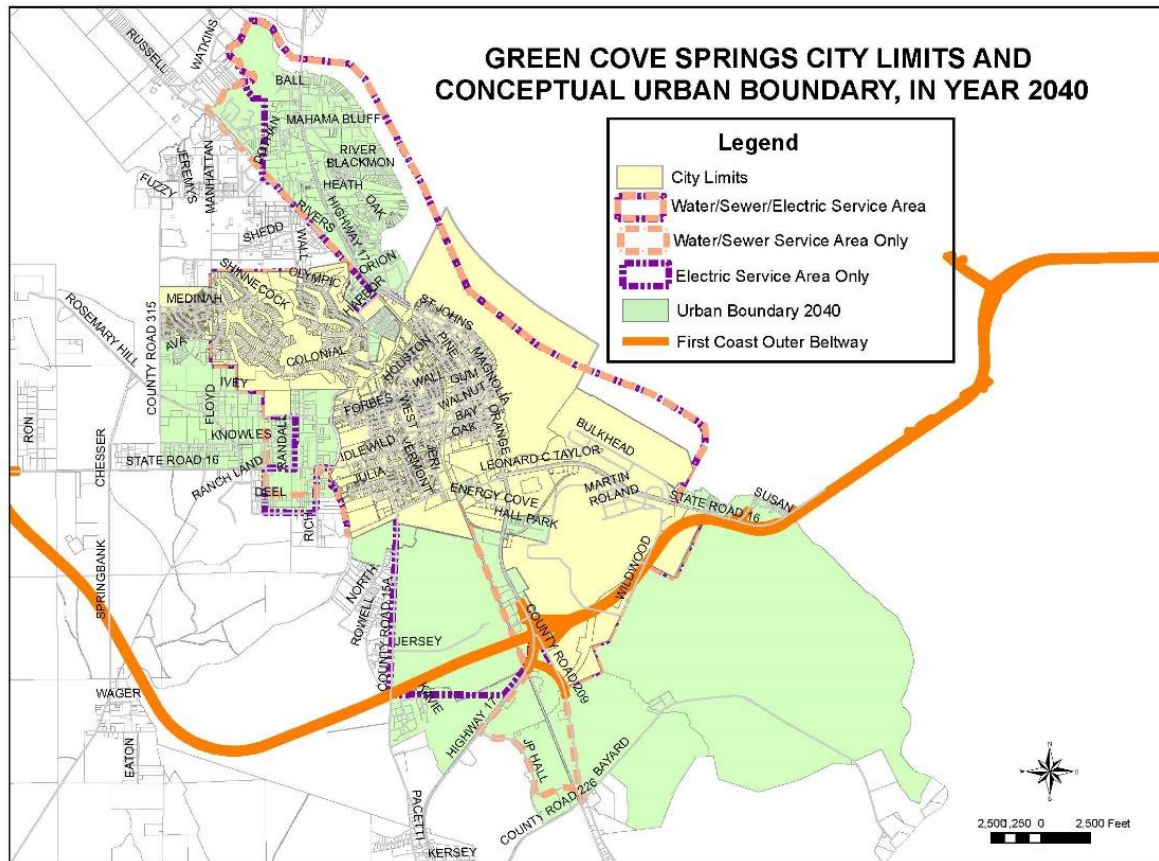 GREEN COVE SPRINGS CITY LIMITS AND
CONCEPTUAL URBAN BOUNDARY, IN YEAR 2040
Legend
City Limits
Water/Sewer/Electric Service Area
Water/Sewer Service Area Only
Electric Service Area Only
Urban Boundary 2040
First Coast Outer Beltway
RUSSELL
WATKINS
BALL
MAHAMA BLUFF
RIVER
BLACKMON
HEATH
OAK
JEREMYS
MANHATTAN
FUZZY
RIVERS
HIGHWAY 17
SHEDD
WALL
ORION
OLYMPIC
HARBOR
SHINNECOCK
MEDINAH
ROSEMARY HILL
COUNTY ROAD 315
AVA
COLONIAL
ST JOHNS
HOUSTON
PINE
MAGNOLIA
IVEY
WALL
GUM
FORBES
WEST
WALNUT
ORANGE
BAY
OAK
FLOYD
RON
KNOWLES
RANDALL
IDLEWILD
VERMONT
JERI
BULKHEAD
CHESSER
STATE ROAD 16
JULIA
LEONARD C TAYLOR
RANCH LAND
MARTIN
ROLAND
DEEL
ENERGY COVE
SUSAN
STATE ROAD 16
HALL PARK
RICH
SPRINGBANK
NORTH
WILDWOOD
ROWELL
COUNTY ROAD 15A
COUNTY ROAD 209
JERSEY
WAGER
HIGHWAY 17
EATON
JP HALL
BAYARD
COUNTY ROAD 226
PACETTI
KERSEY
N
2,500 1,250 0 2,500 Feet